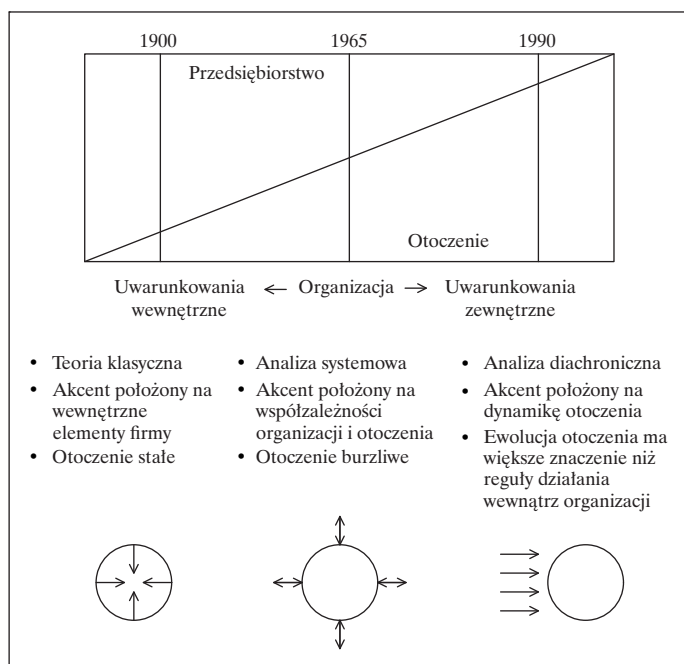 1900 1965 1990
Przedsiębiorstwo
Otoczenie
Uwarunkowania wewnętrzne
Organizacja
Uwarunkowania zewnętrzne
• Teoria klasyczna
• Akcent położony na
wewnętrzne
elementy firmy
• Otoczenie stałe
• Analiza systemowa
• Akcent położony na
współzależności
organizacji i otoczenia
• Otoczenie burzliwe
• Analiza diachroniczna
• Akcent położony na
dynamikę otoczenia
• Ewolucja otoczenia ma
większe znaczenie niż
reguły działania
wewnątrz organizacji